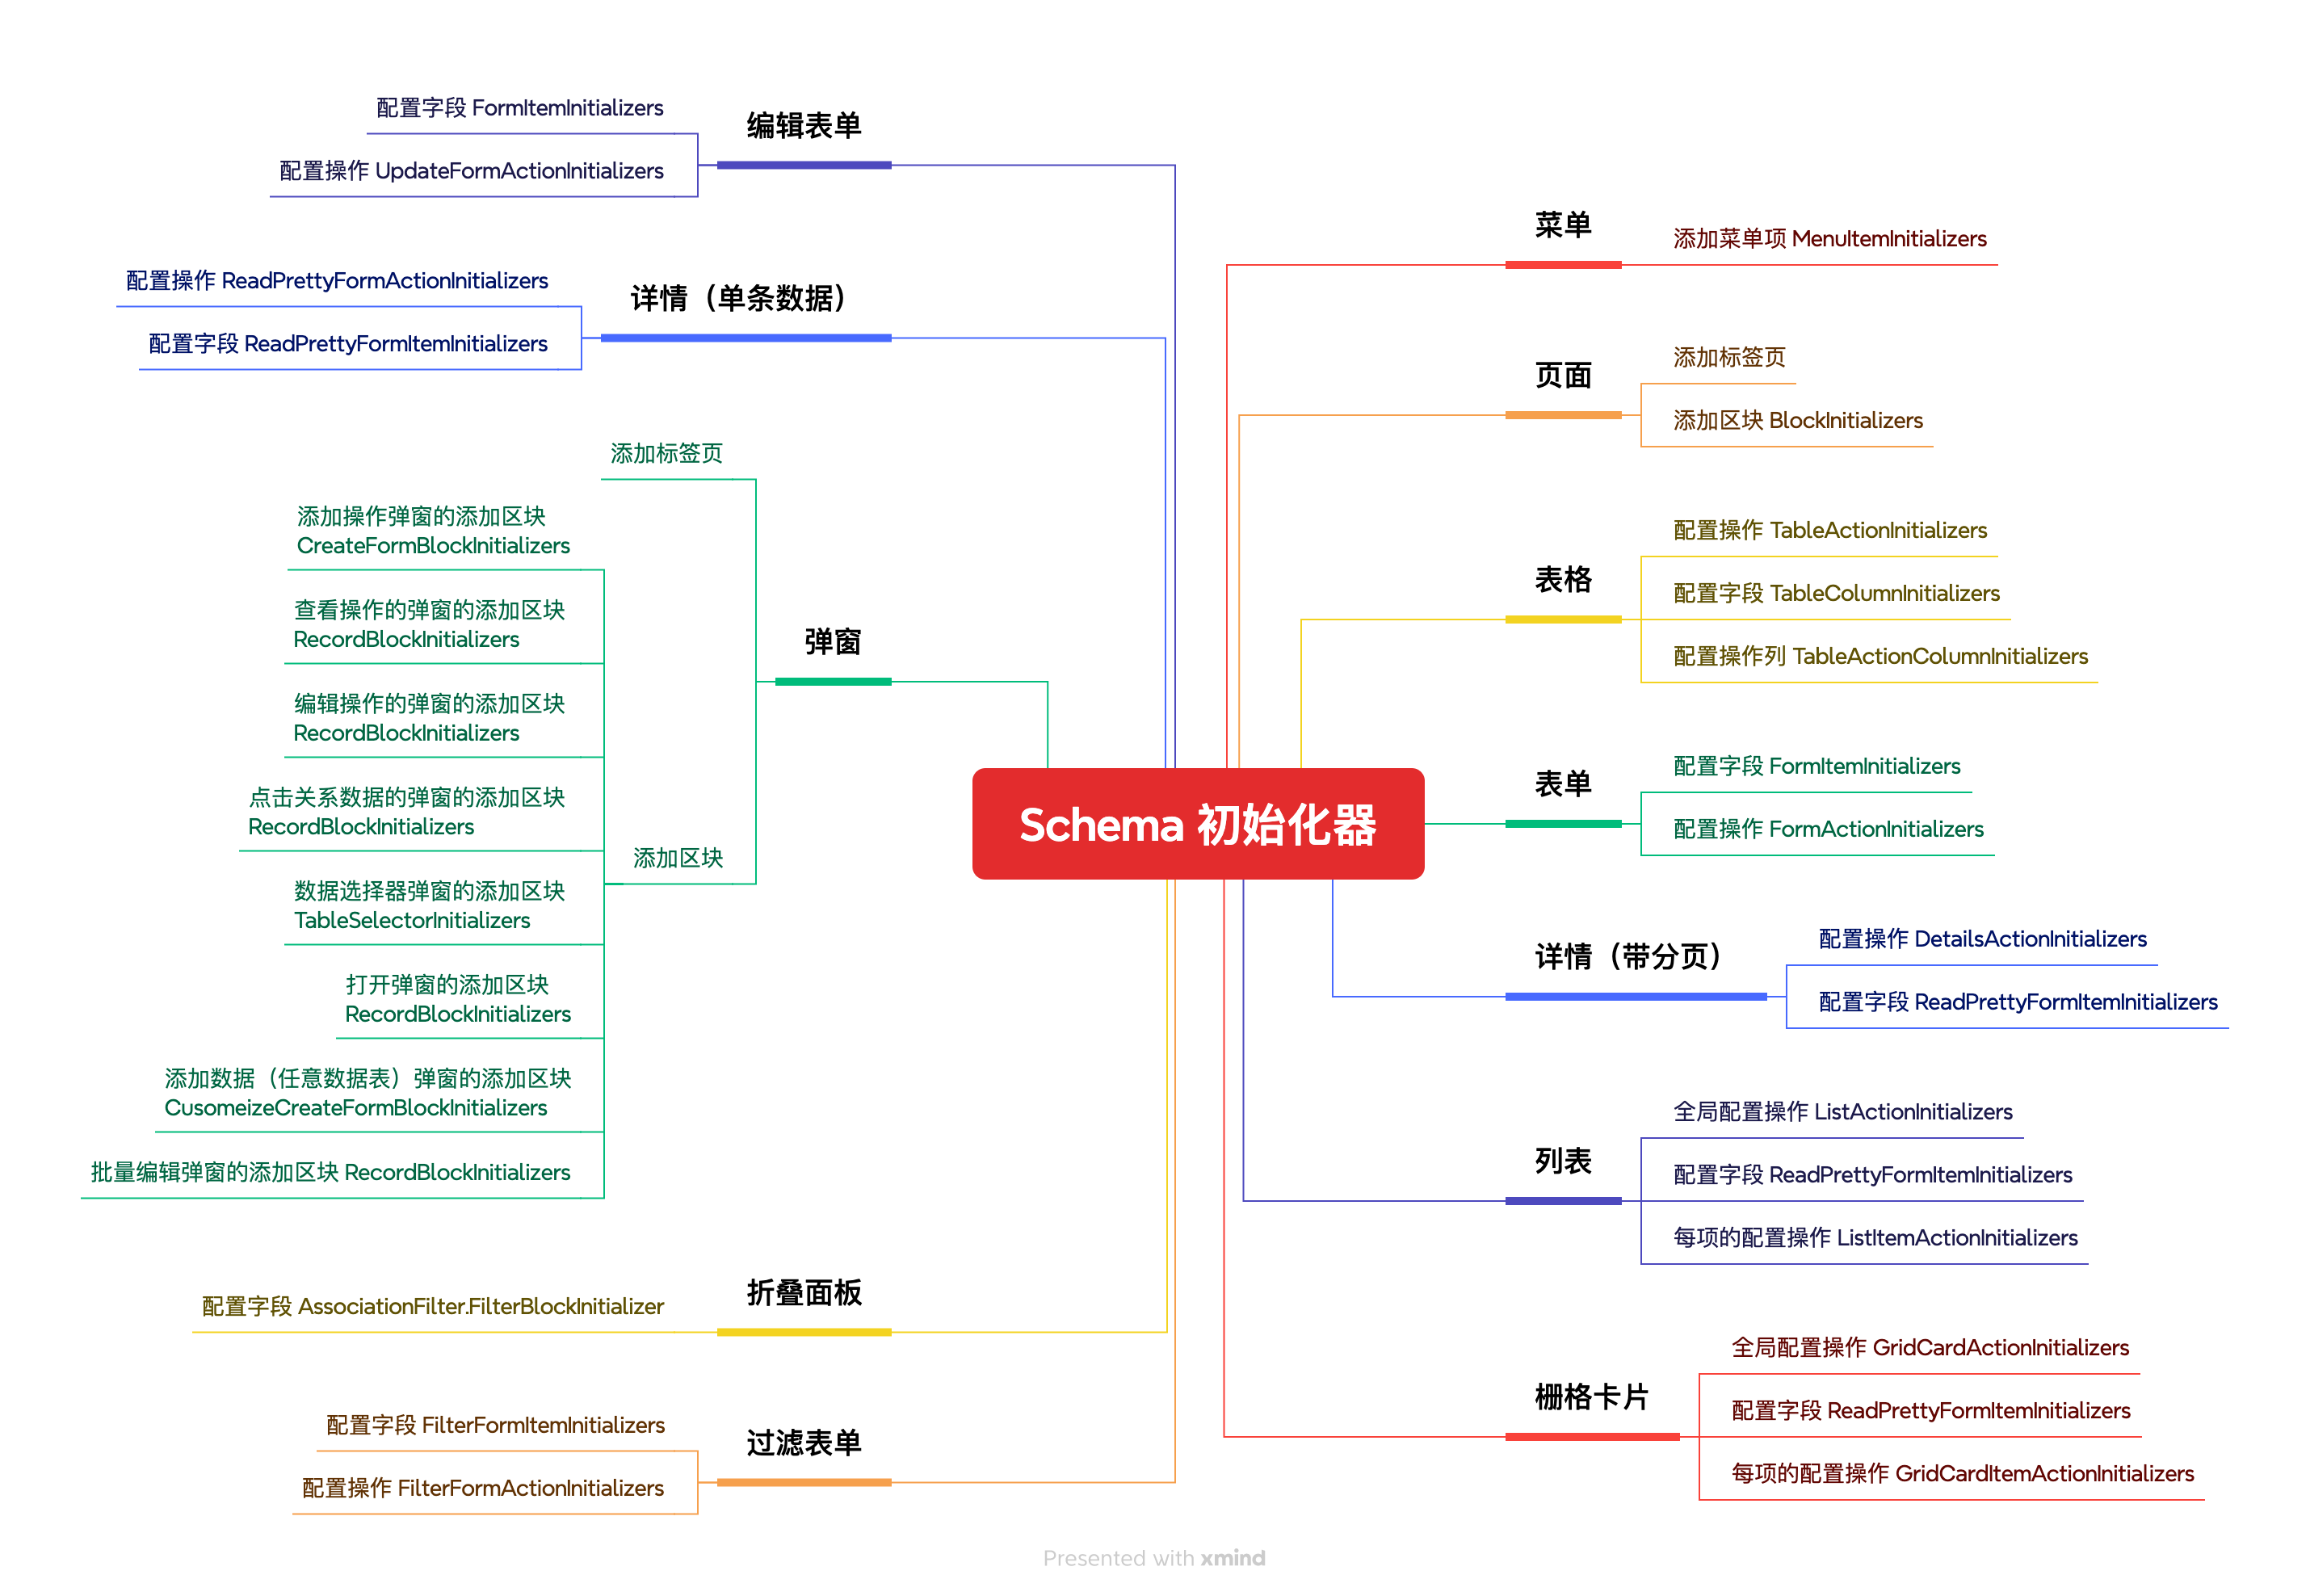 Schema 初始化器
菜单
添加菜单项 MenuItemInitializers
页面
添加标签页
添加区块 BlockInitializers
表格
配置操作 TableActionInitializers
配置字段 TableColumnInitializers
配置操作列 TableActionColumnInitializers
表单
配置字段 FormItemInitializers
配置操作 FormActionInitializers
详情（带分页）
配置操作 DetailsActionInitializers
配置字段 ReadPrettyFormItemInitializers
列表
全局配置操作 ListActionInitializers
配置字段 ReadPrettyFormItemInitializers
每项的配置操作 ListItemActionInitializers
栅格卡片
全局配置操作 GridCardActionInitializers
配置字段 ReadPrettyFormItemInitializers
每项的配置操作 GridCardItemActionInitializers
编辑表单
配置字段 FormItemInitializers
配置操作 UpdateFormActionInitializers
详情（单条数据）
配置操作 ReadPrettyFormActionInitializers
配置字段 ReadPrettyFormItemInitializers
弹窗
添加标签页
添加区块
添加操作弹窗的添加区块
CreateFormBlockInitializers
查看操作的弹窗的添加区块
RecordBlockInitializers
编辑操作的弹窗的添加区块
RecordBlockInitializers
点击关系数据的弹窗的添加区块
RecordBlockInitializers
数据选择器弹窗的添加区块
TableSelectorInitializers
打开弹窗的添加区块
RecordBlockInitializers
添加数据（任意数据表）弹窗的添加区块
CusomeizeCreateFormBlockInitializers
批量编辑弹窗的添加区块 RecordBlockInitializers
折叠面板
配置字段 AssociationFilter.FilterBlockInitializer
过滤表单
配置字段 FilterFormItemInitializers
配置操作 FilterFormActionInitializers
Presented with xmind